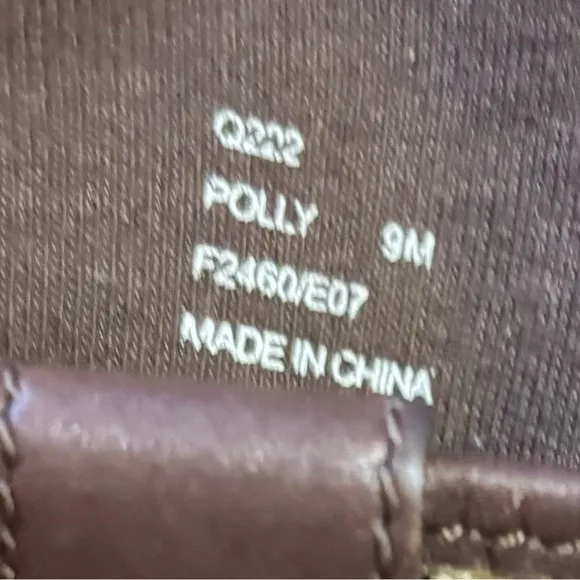 Q222
POLLY 9M
F2460/E07
MADE IN CHINA